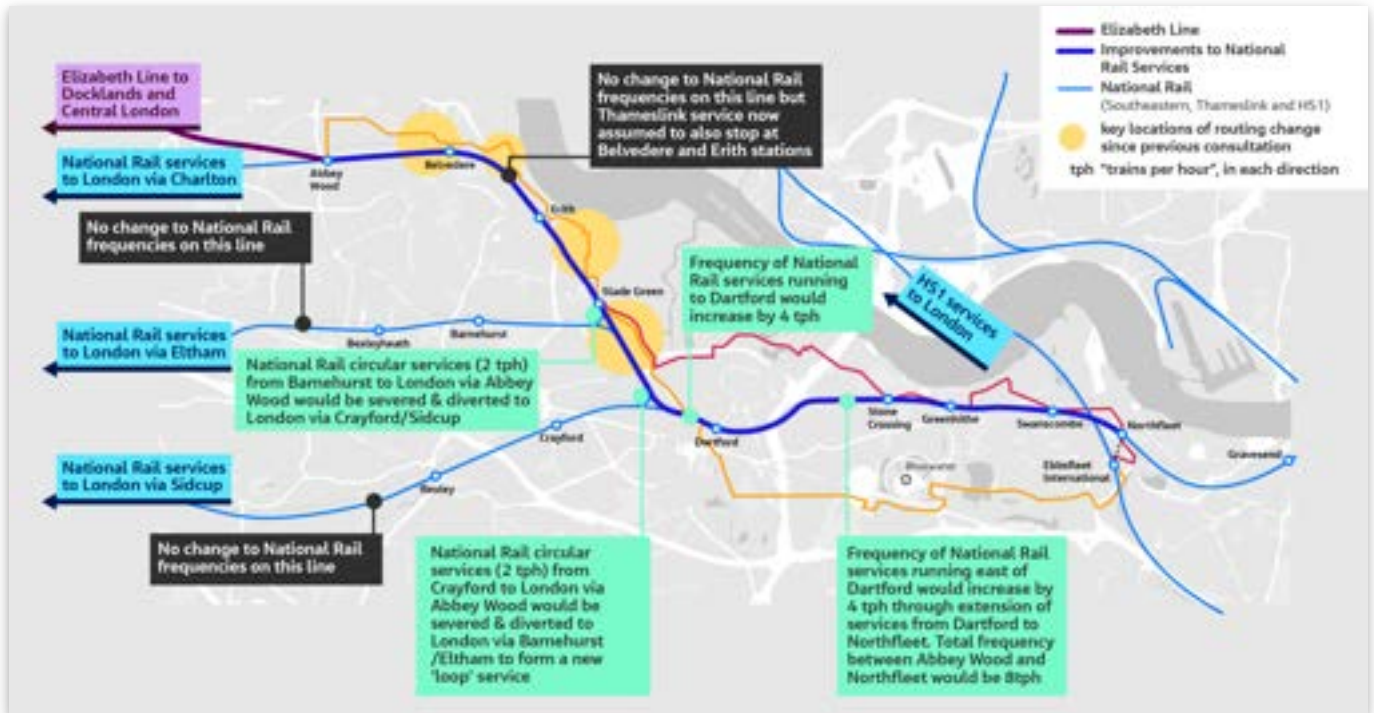 Elizabeth Line
Improvements to National
Rail Services
National Rail
(Southeastern, Thameslink and HS1)
key locations of routing change
since previous consultation
tph "trains per hour", in each direction
Elizabeth Line to
Docklands and
Central London
No change to National Rail
frequencies on this line but
Thameslink service now
assumed to also stop at
Belvedere and Erith stations
National Rail services
to London via Charlton
Abbey
Wood
Belvedere
Erith
No change to National Rail
frequencies on this line
Slade Green
Frequency of National
Rail services running
to Dartford would
increase by 4 tph
HS1 services
to London
National Rail services
to London via Eltham
Bexleyheath
Barnehurst
National Rail circular services (2 tph)
from Barnehurst to London via Abbey
Wood would be severed & diverted to
London via Crayford/Sidcup
Stone
Crossing
Greenhithe
Swanscombe
Northfleet
Crayford
Dartford
National Rail services
to London via Sidcup
Bexley
Bluewater
Ebbsfleet
International
Gravesend
No change to National Rail
frequencies on this line
National Rail circular
services (2 tph) from
Crayford to London via
Abbey Wood would be
severed & diverted to
London via Barnehurst
/Eltham to form a new
'loop' service
Frequency of National Rail
services running east of
Dartford would increase by
4 tph through extension of
services from Dartford to
Northfleet. Total frequency
between Abbey Wood and
Northfleet would be 8tph